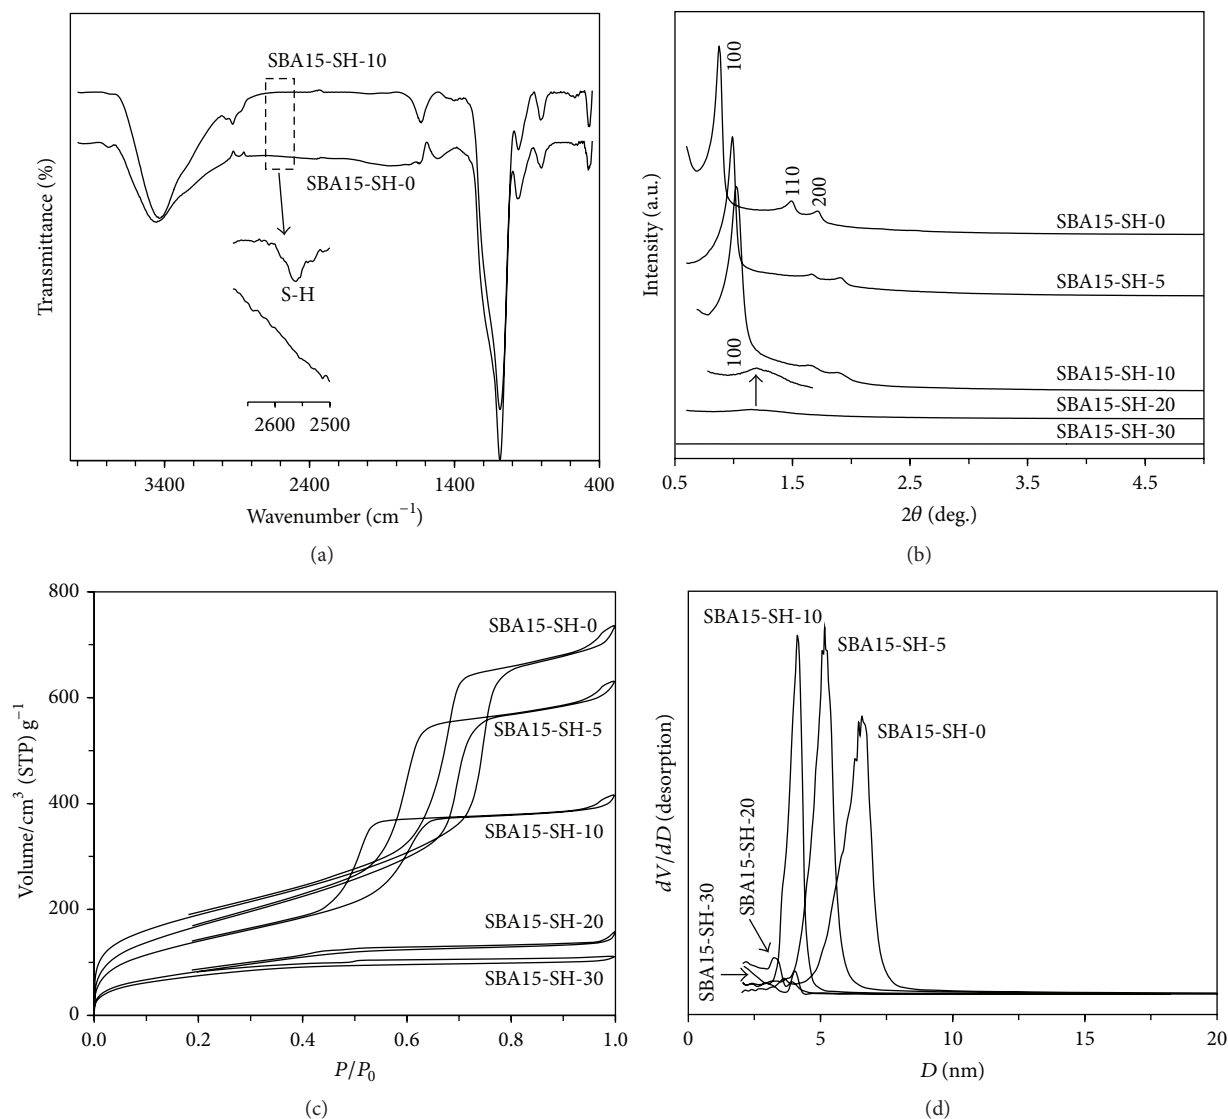 SBA15-SH-10
SBA15-SH-0
S-H
2600 2500
3400 2400 1400 400
Transmittance (%)
Wavenumber (cm⁻¹)
(a)
100
110
200
SBA15-SH-0
SBA15-SH-5
100
SBA15-SH-10
SBA15-SH-20
SBA15-SH-30
0.5 1.5 2.5 3.5 4.5
Intensity (a.u.)
2θ (deg.)
(b)
800
600
400
200
0
SBA15-SH-0
SBA15-SH-5
SBA15-SH-10
SBA15-SH-20
SBA15-SH-30
0.0 0.2 0.4 0.6 0.8 1.0
Volume/cm³ (STP) g⁻¹
P/P₀
(c)
SBA15-SH-10
SBA15-SH-5
SBA15-SH-0
SBA15-SH-20
SBA15-SH-30
0 5 10 15 20
dV/dD (desorption)
D (nm)
(d)